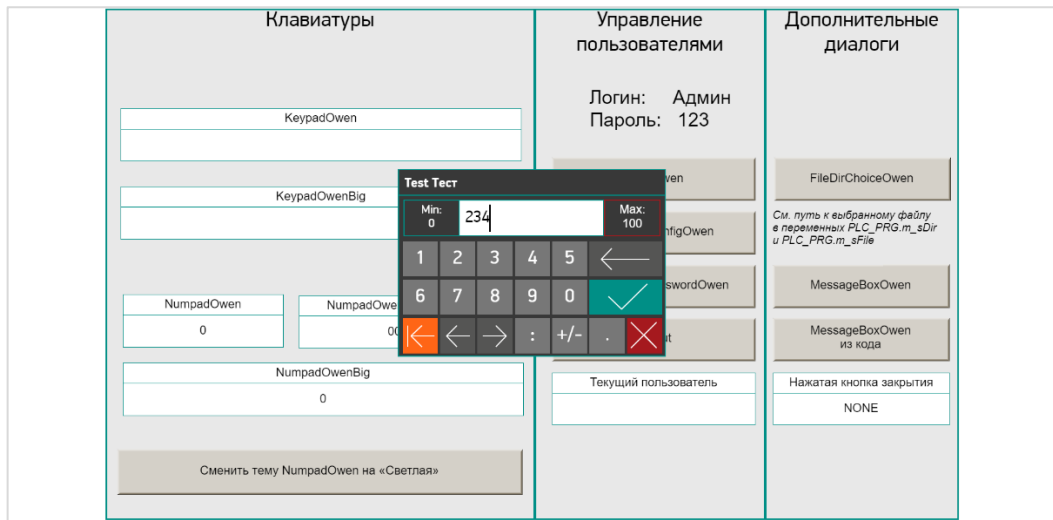 Клавиатуры
KeypadOwen
KeypadOwenBig
NumpadOwen
0
NumpadOwe
00
NumpadOwenBig
0
Сменить тему NumpadOwen на «Светлая»
Test Тест
Min:
0
234
Max:
100
1 2 3 4 5
6 7 8 9 0
: +/- .
Управление
пользователями
Логин: Админ
Пароль: 123
wen
nfigOwen
swordOwen
ut
Текущий пользователь
Дополнительные
диалоги
FileDirChoiceOwen
См. путь к выбранному файлу
в переменных PLC_PRG.m_sDir
и PLC_PRG.m_sFile
MessageBoxOwen
MessageBoxOwen
из кода
Нажатая кнопка закрытия
NONE